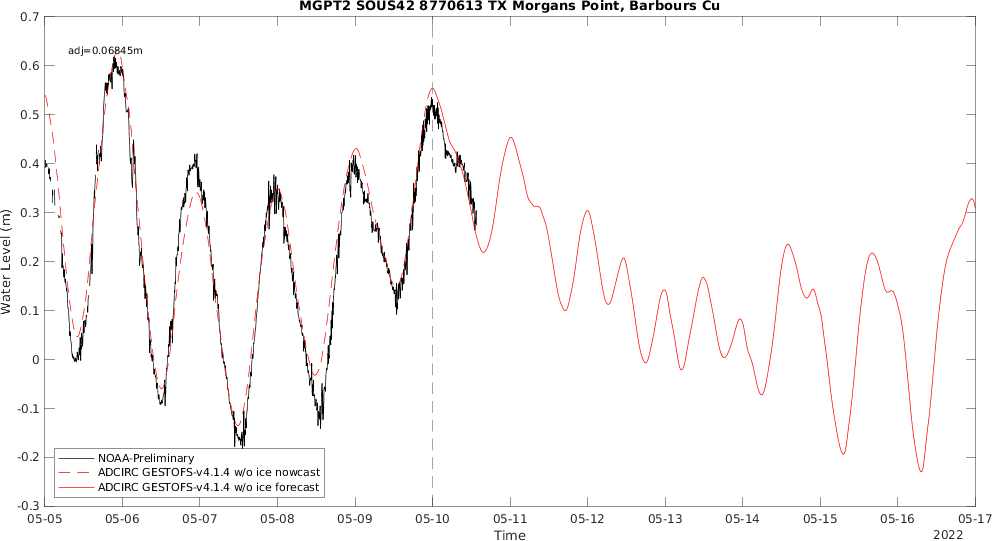 MGPT2 SOUS42 8770613 TX Morgans Point, Barbours Cu
adj=0.06845m
0.7
0.6
0.5
0.4
0.3
0.2
0.1
0
-0.1
-0.2
-0.3
Water Level (m)
NOAA-Preliminary
ADCIRC GESTOFS-v4.1.4 w/o ice nowcast
ADCIRC GESTOFS-v4.1.4 w/o ice forecast
05-05 05-06 05-07 05-08 05-09 05-10 05-11 05-12 05-13 05-14 05-15 05-16 05-17
Time
2022